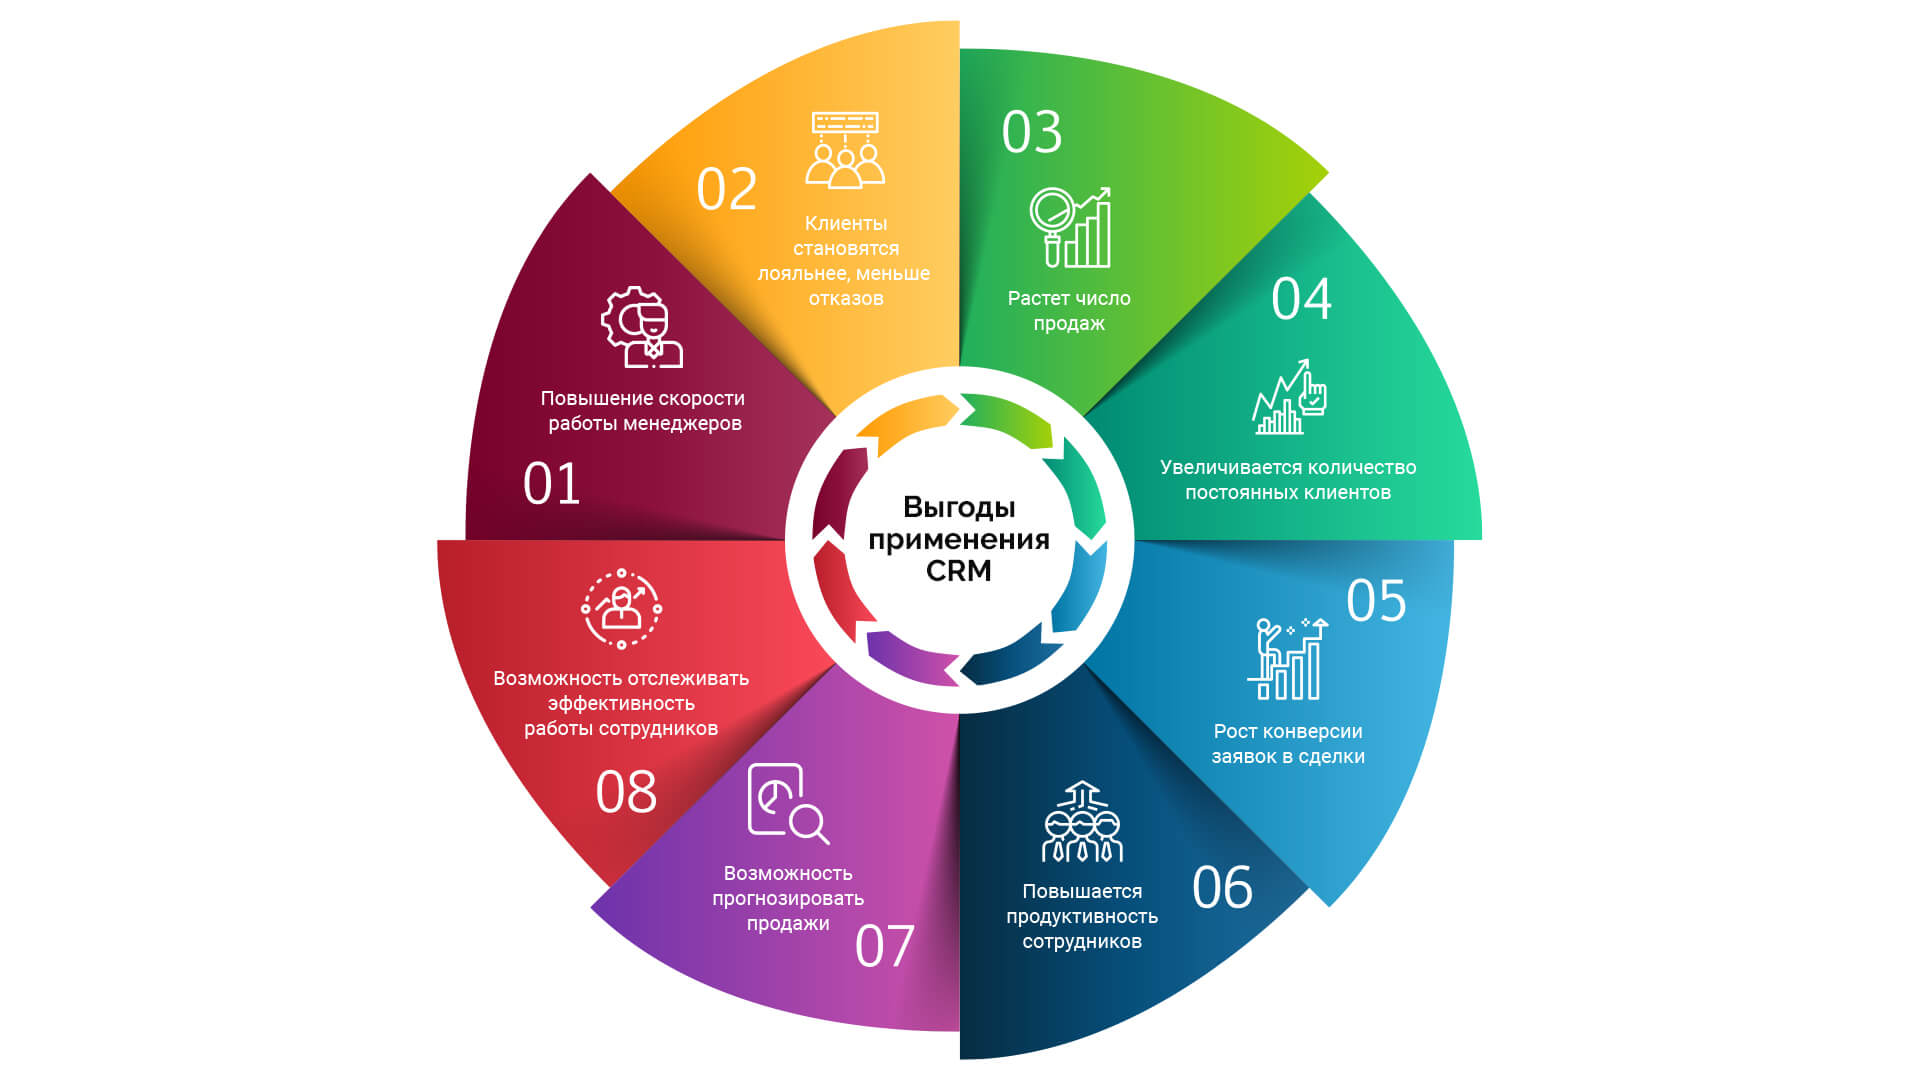 Выгоды
применения
CRM
01
Повышение скорости
работы менеджеров
02
Клиенты
становятся
лояльнее, меньше
отказов
03
Растет число
продаж
04
Увеличивается количество
постоянных клиентов
05
Рост конверсии
заявок в сделки
06
Повышается
продуктивность
сотрудников
07
Возможность
прогнозировать
продажи
08
Возможность отслеживать
эффективность
работы сотрудников